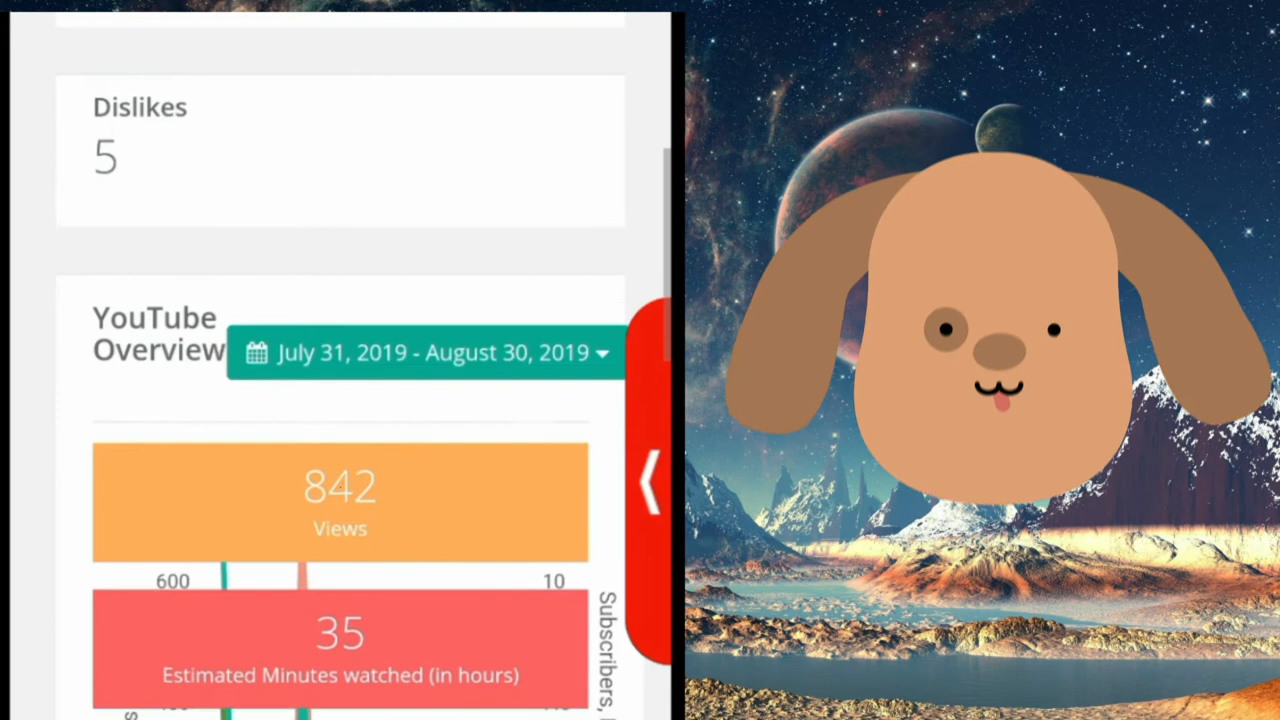 Dislikes
5
YouTube
Overview
July 31, 2019 - August 30, 2019
842
Views
600
10
35
Estimated Minutes watched (in hours)
Subscribers,